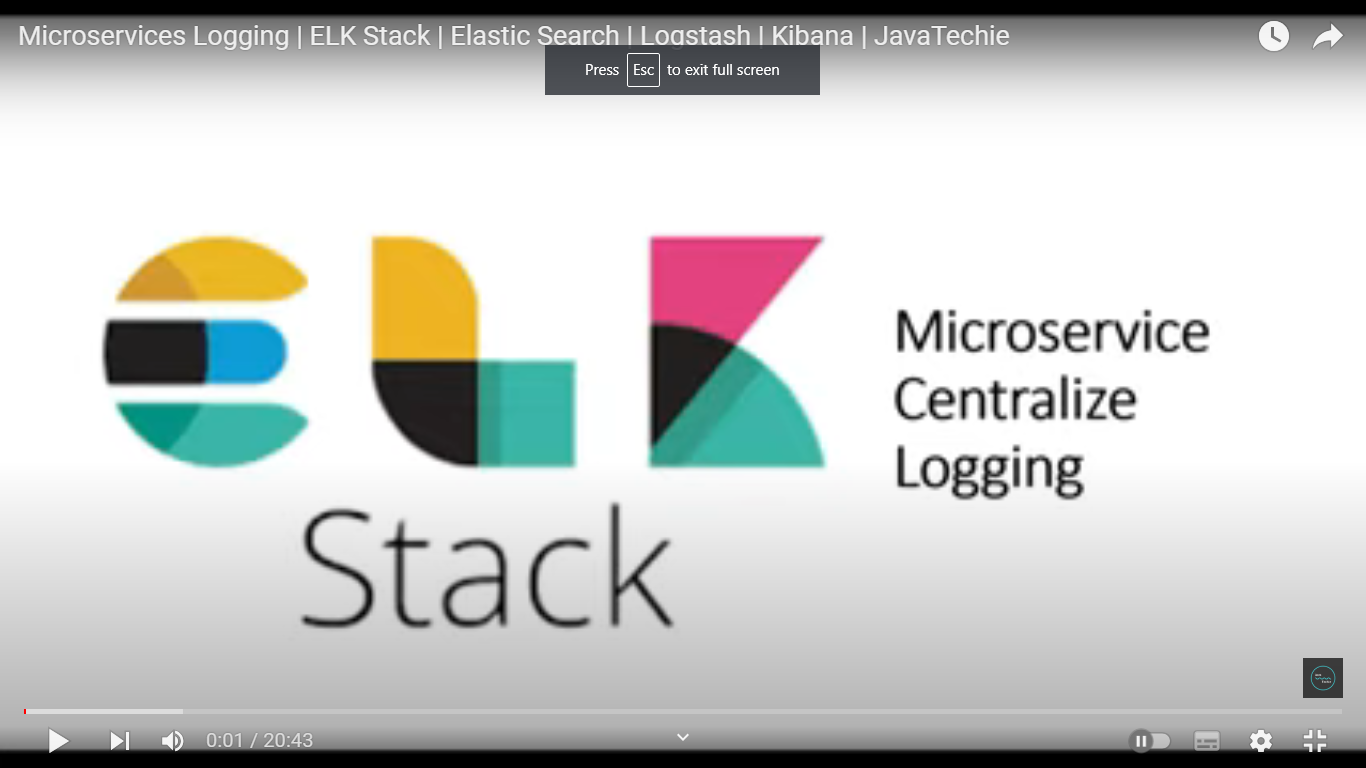 Microservices Logging | ELK Stack | Elastic Search | Logstash | Kibana | JavaTechie
Press Esc to exit full screen
ELK
Stack
Microservice
Centralize
Logging
0:01 / 20:43